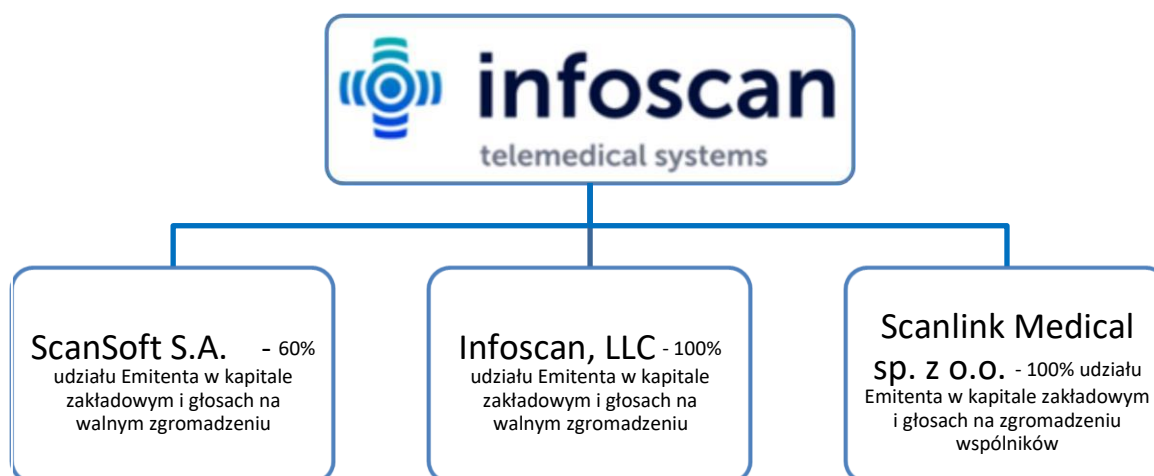 infoscan
telemedical systems
ScanSoft S.A. - 60%
udziału Emitenta w kapitale
zakładowym i głosach na
walnym zgromadzeniu
Infoscan, LLC - 100%
udziału Emitenta w kapitale
zakładowym i głosach na
walnym zgromadzeniu
Scanlink Medical
sp. z o.o. - 100% udziału
Emitenta w kapitale zakładowym
i głosach na zgromadzeniu
wspólników